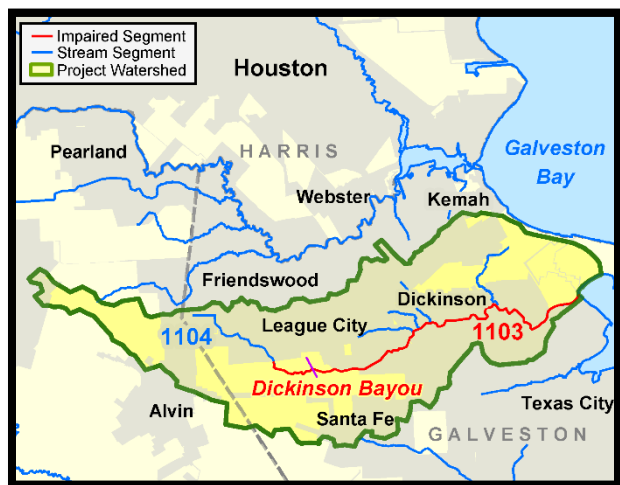 Impaired Segment
Stream Segment
Project Watershed
Houston
Pearland
HARRIS
Galveston
Bay
Webster
Kemah
Friendswood
Dickinson
League City
1104
1103
Dickinson Bayou
Alvin
Santa Fe
Texas City
GALVESTON